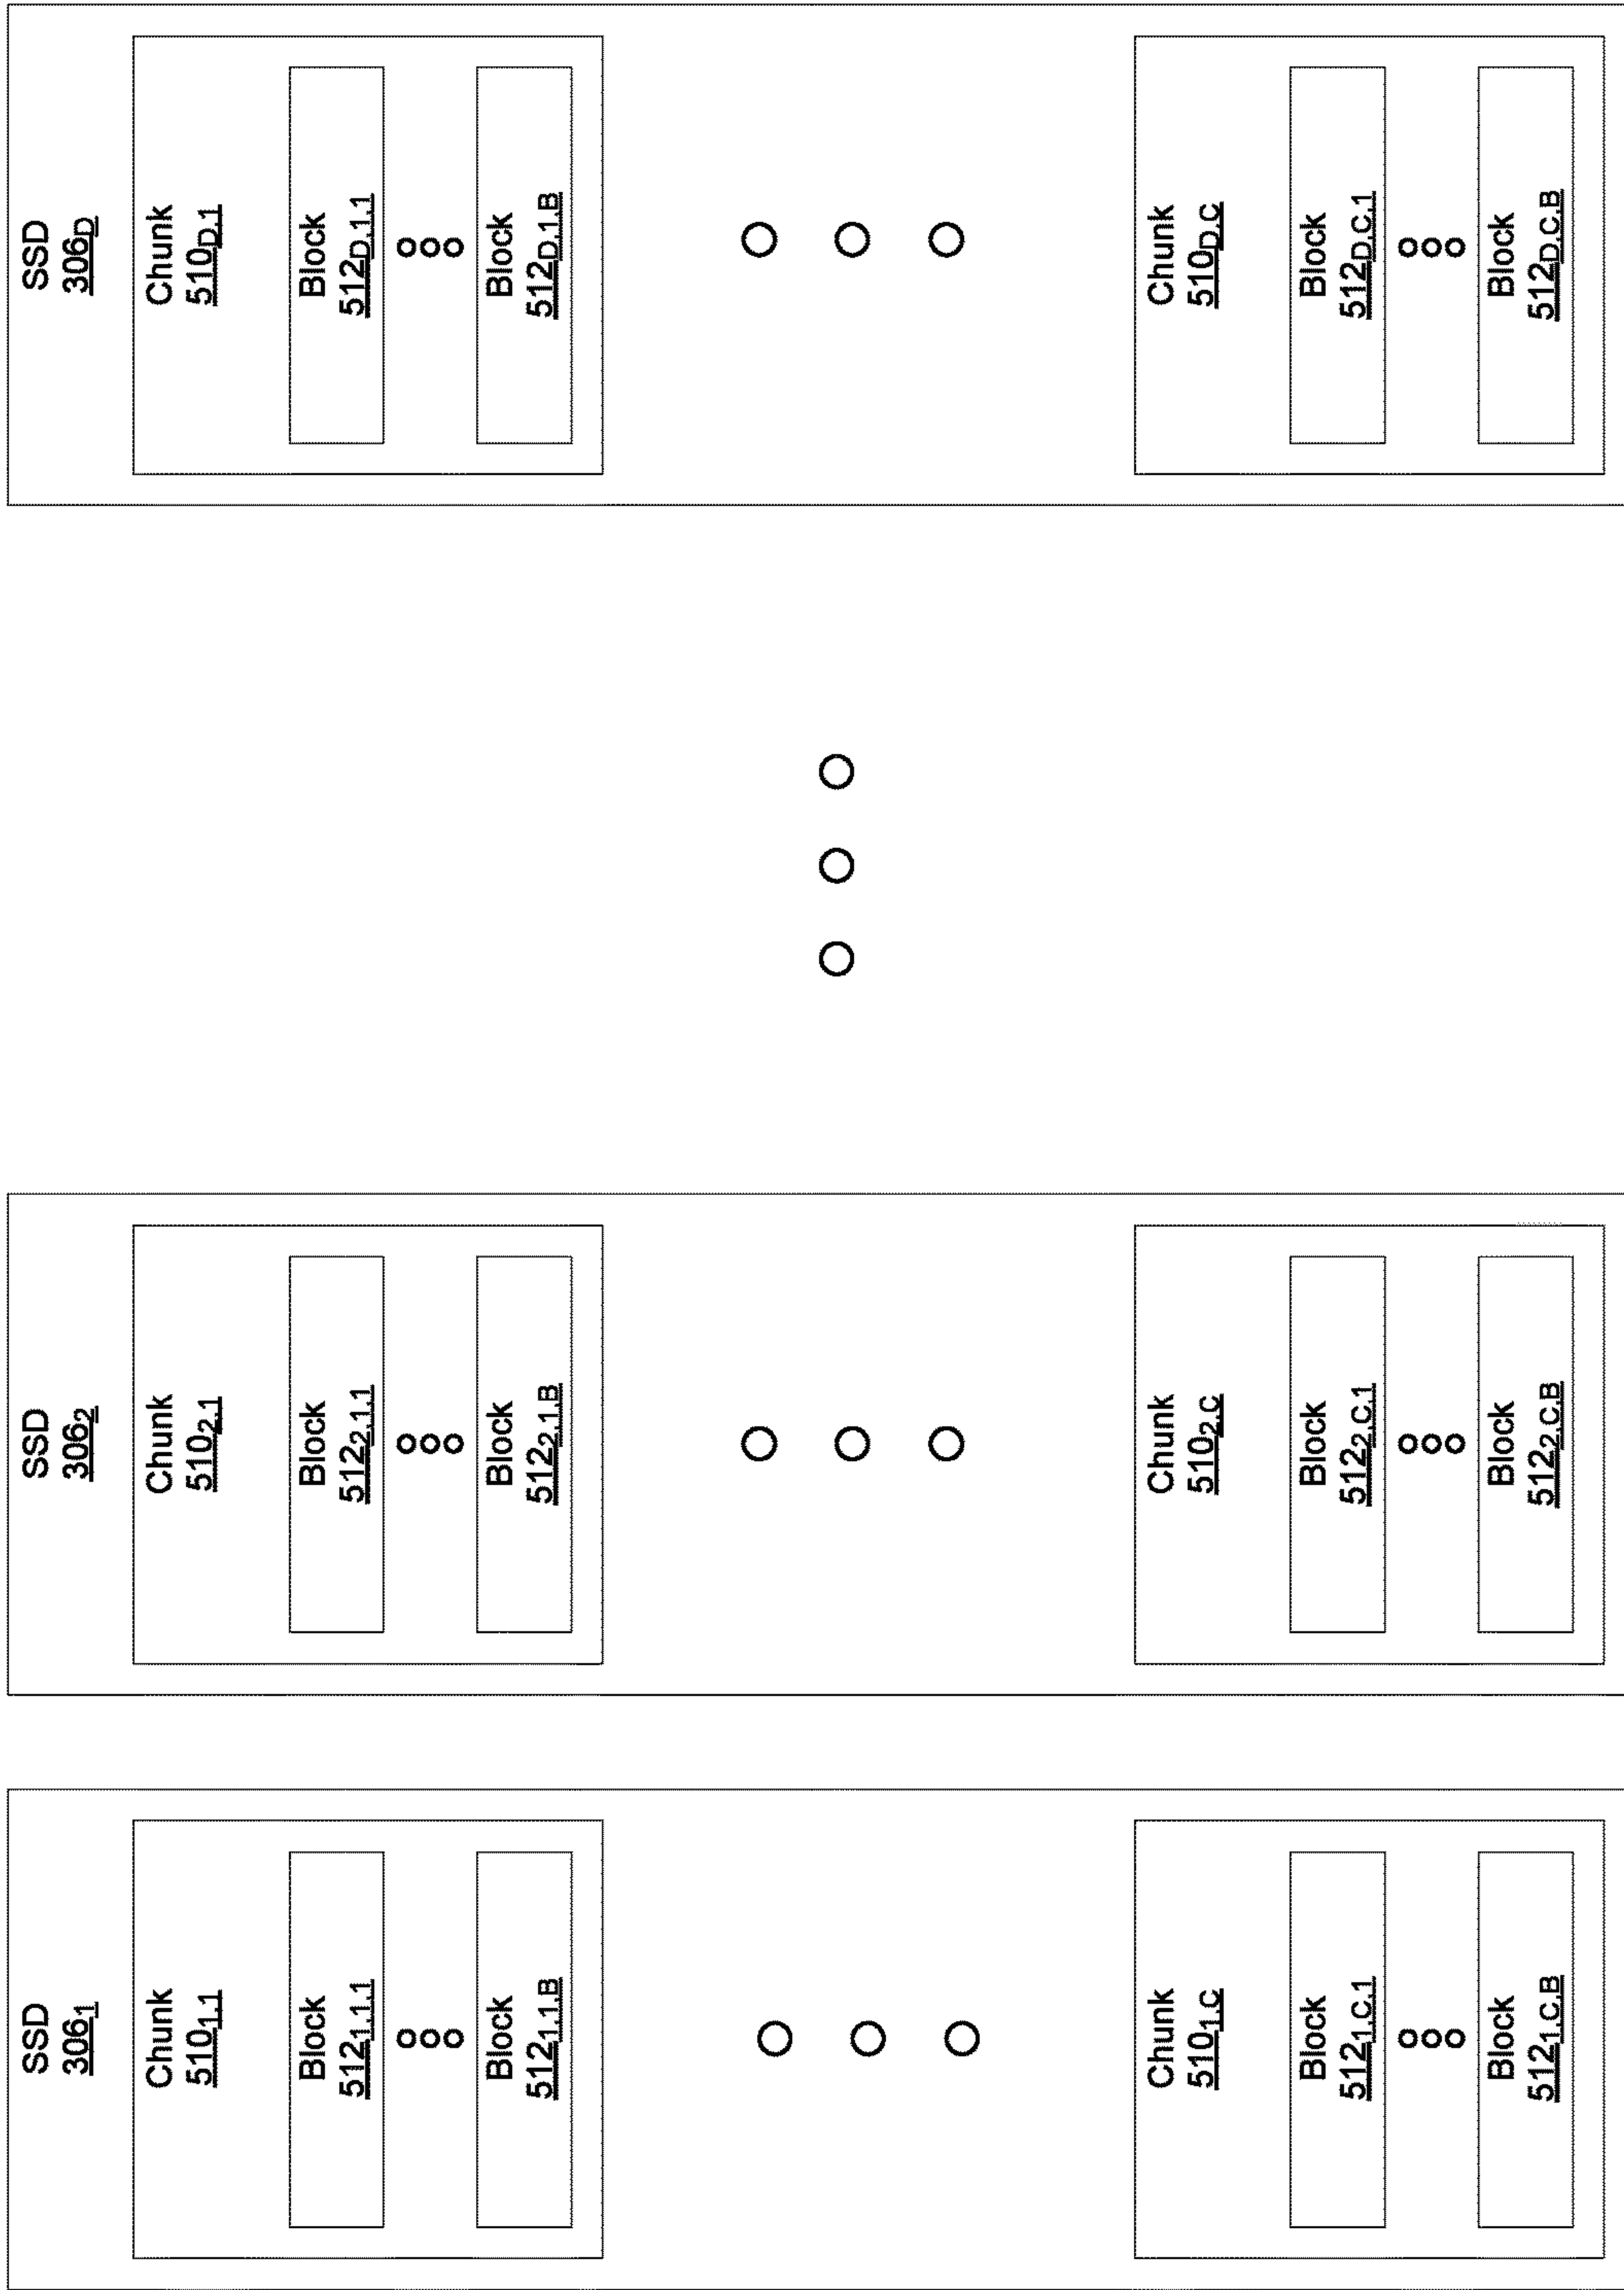 SSD
306₁
Chunk
510₁,₁
Block
512₁,₁,₁
Block
512₁,₁,B
Chunk
510₁,C
Block
512₁,C,₁
Block
512₁,C,B
SSD
306₂
Chunk
510₂,₁
Block
512₂,₁,₁
Block
512₂,₁,B
Chunk
510₂,C
Block
512₂,C,₁
Block
512₂,C,B
SSD
306D
Chunk
510D,₁
Block
512D,₁,₁
Block
512D,₁,B
Chunk
510D,C
Block
512D,C,₁
Block
512D,C,B